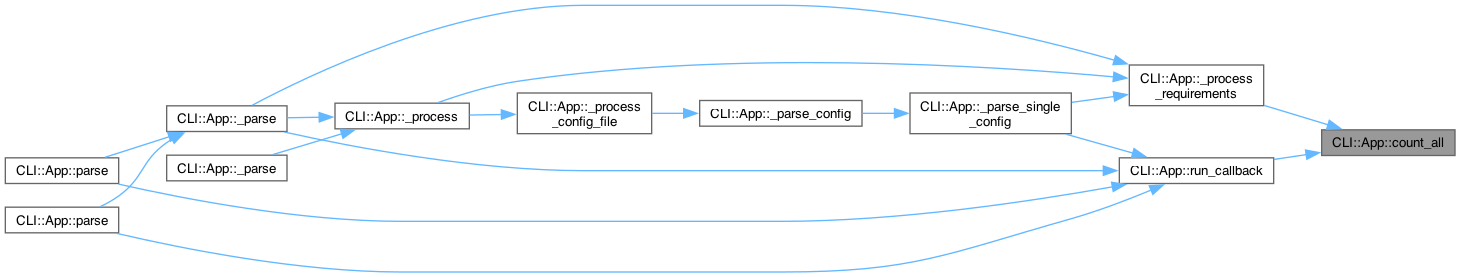 CLI::App::parse
CLI::App::parse
CLI::App::_parse
CLI::App::_parse
CLI::App::_process
CLI::App::_process
_config_file
CLI::App::_parse_config
CLI::App::_parse_single
_config
CLI::App::_process
_requirements
CLI::App::run_callback
CLI::App::count_all